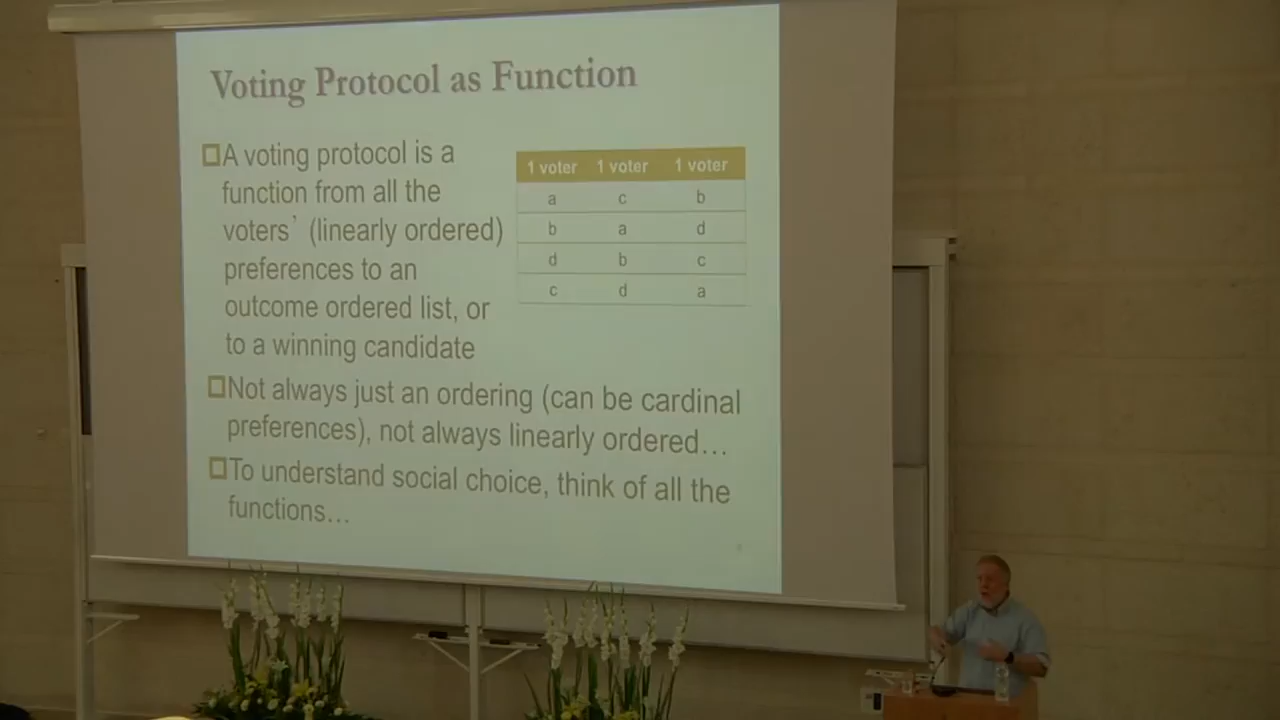 Voting Protocol as Function
A voting protocol is a
function from all the
voters' (linearly ordered)
preferences to an
outcome ordered list, or
to a winning candidate
1 voter 1 voter 1 voter
a c b
b a d
d b c
c d a
Not always just an ordering (can be cardinal
preferences), not always linearly ordered…
To understand social choice, think of all the
functions…